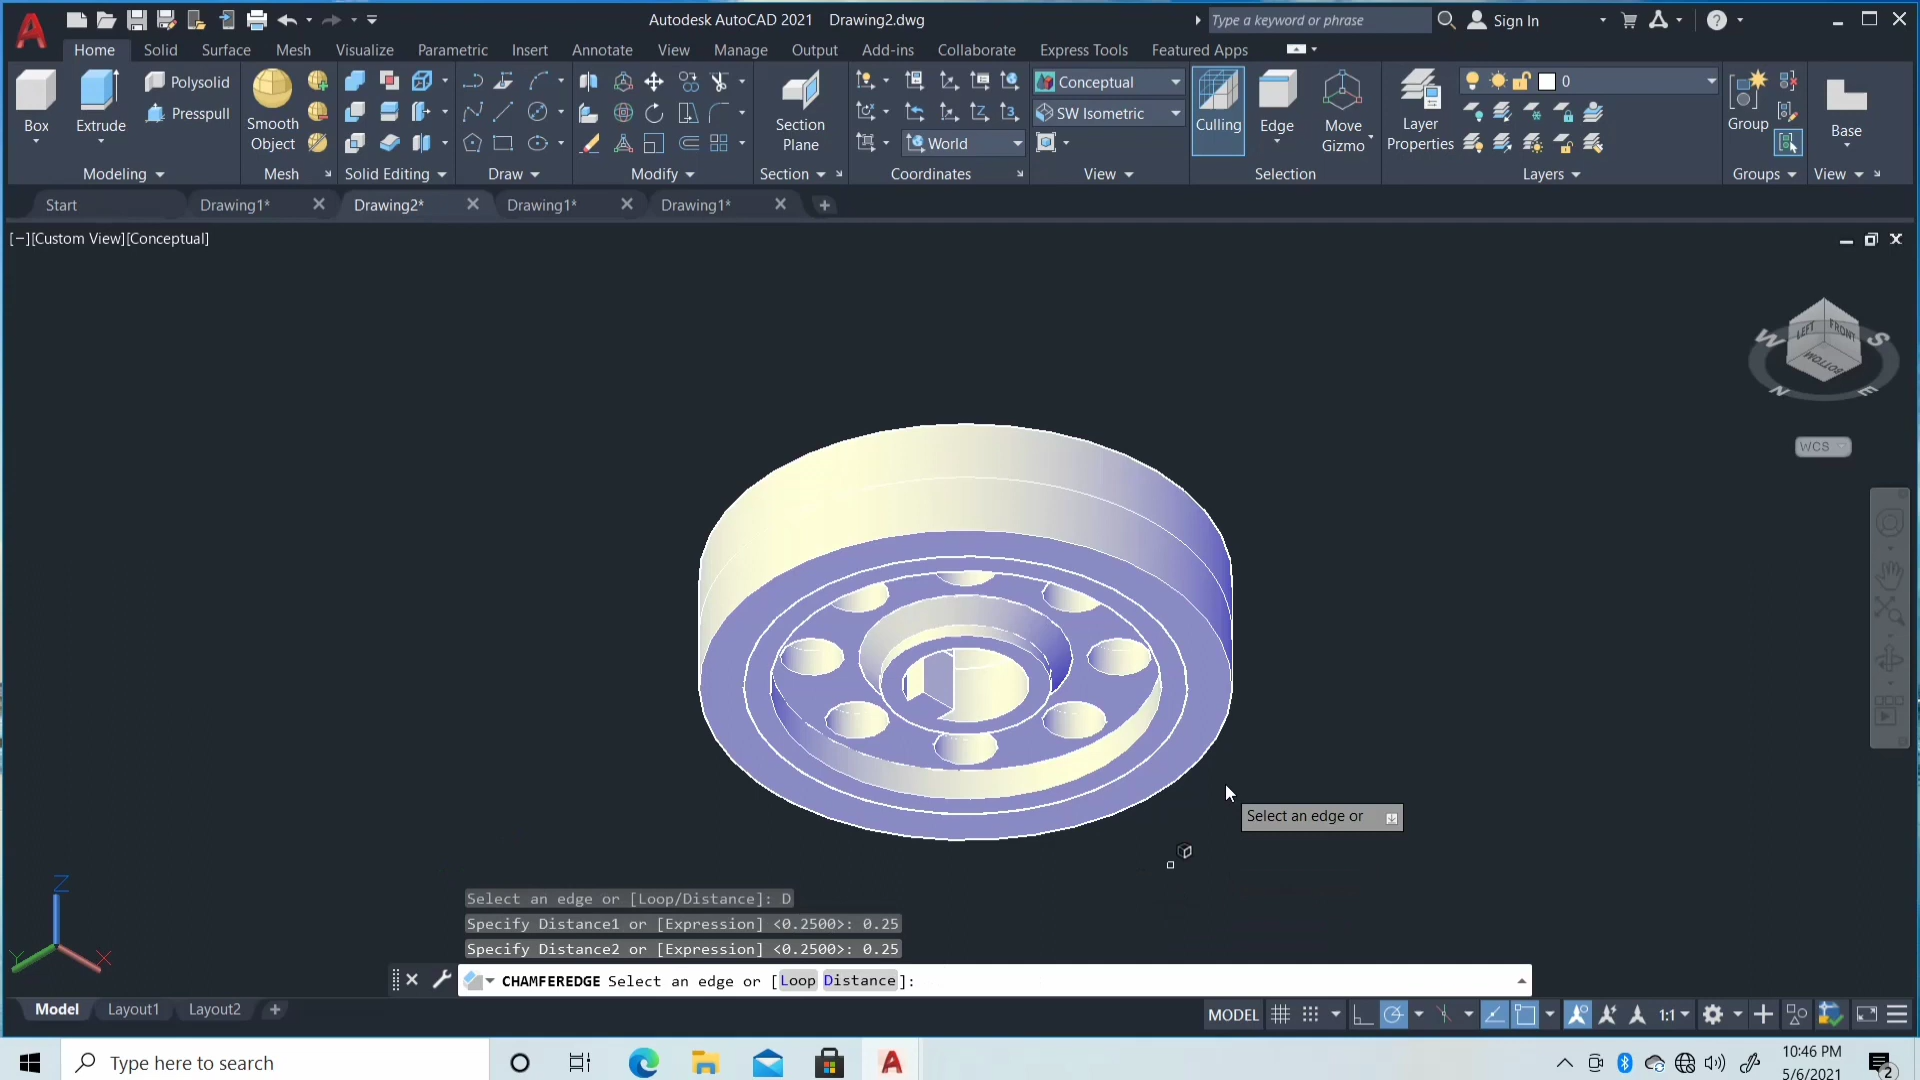 Autodesk AutoCAD 2021 Drawing2.dwg
Type a keyword or phrase
Sign In
Home Solid Surface Mesh Visualize Parametric Insert Annotate View Manage Output Add-ins Collaborate Express Tools Featured Apps
Box
Extrude
Polysolid
Presspull
Smooth
Object
Section
Plane
World
Conceptual
SW Isometric
Culling
Edge
Move
Gizmo
Layer
Properties
0
Group
Base
Modeling Mesh Solid Editing Draw Modify Section Coordinates View Selection Layers Groups View
Start Drawing1* Drawing2* Drawing1* Drawing1*
[−][Custom View][Conceptual]
LEFT FRONT
BOTTOM
W S
N E
WCS
Select an edge or
Z
Y X
Select an edge or [Loop/Distance]: D
Specify Distance1 or [Expression] <0.2500>: 0.25
Specify Distance2 or [Expression] <0.2500>: 0.25
CHAMFEREDGE Select an edge or [Loop Distance]:
Model Layout1 Layout2
MODEL
1:1
Type here to search
10:46 PM
5/6/2021
2